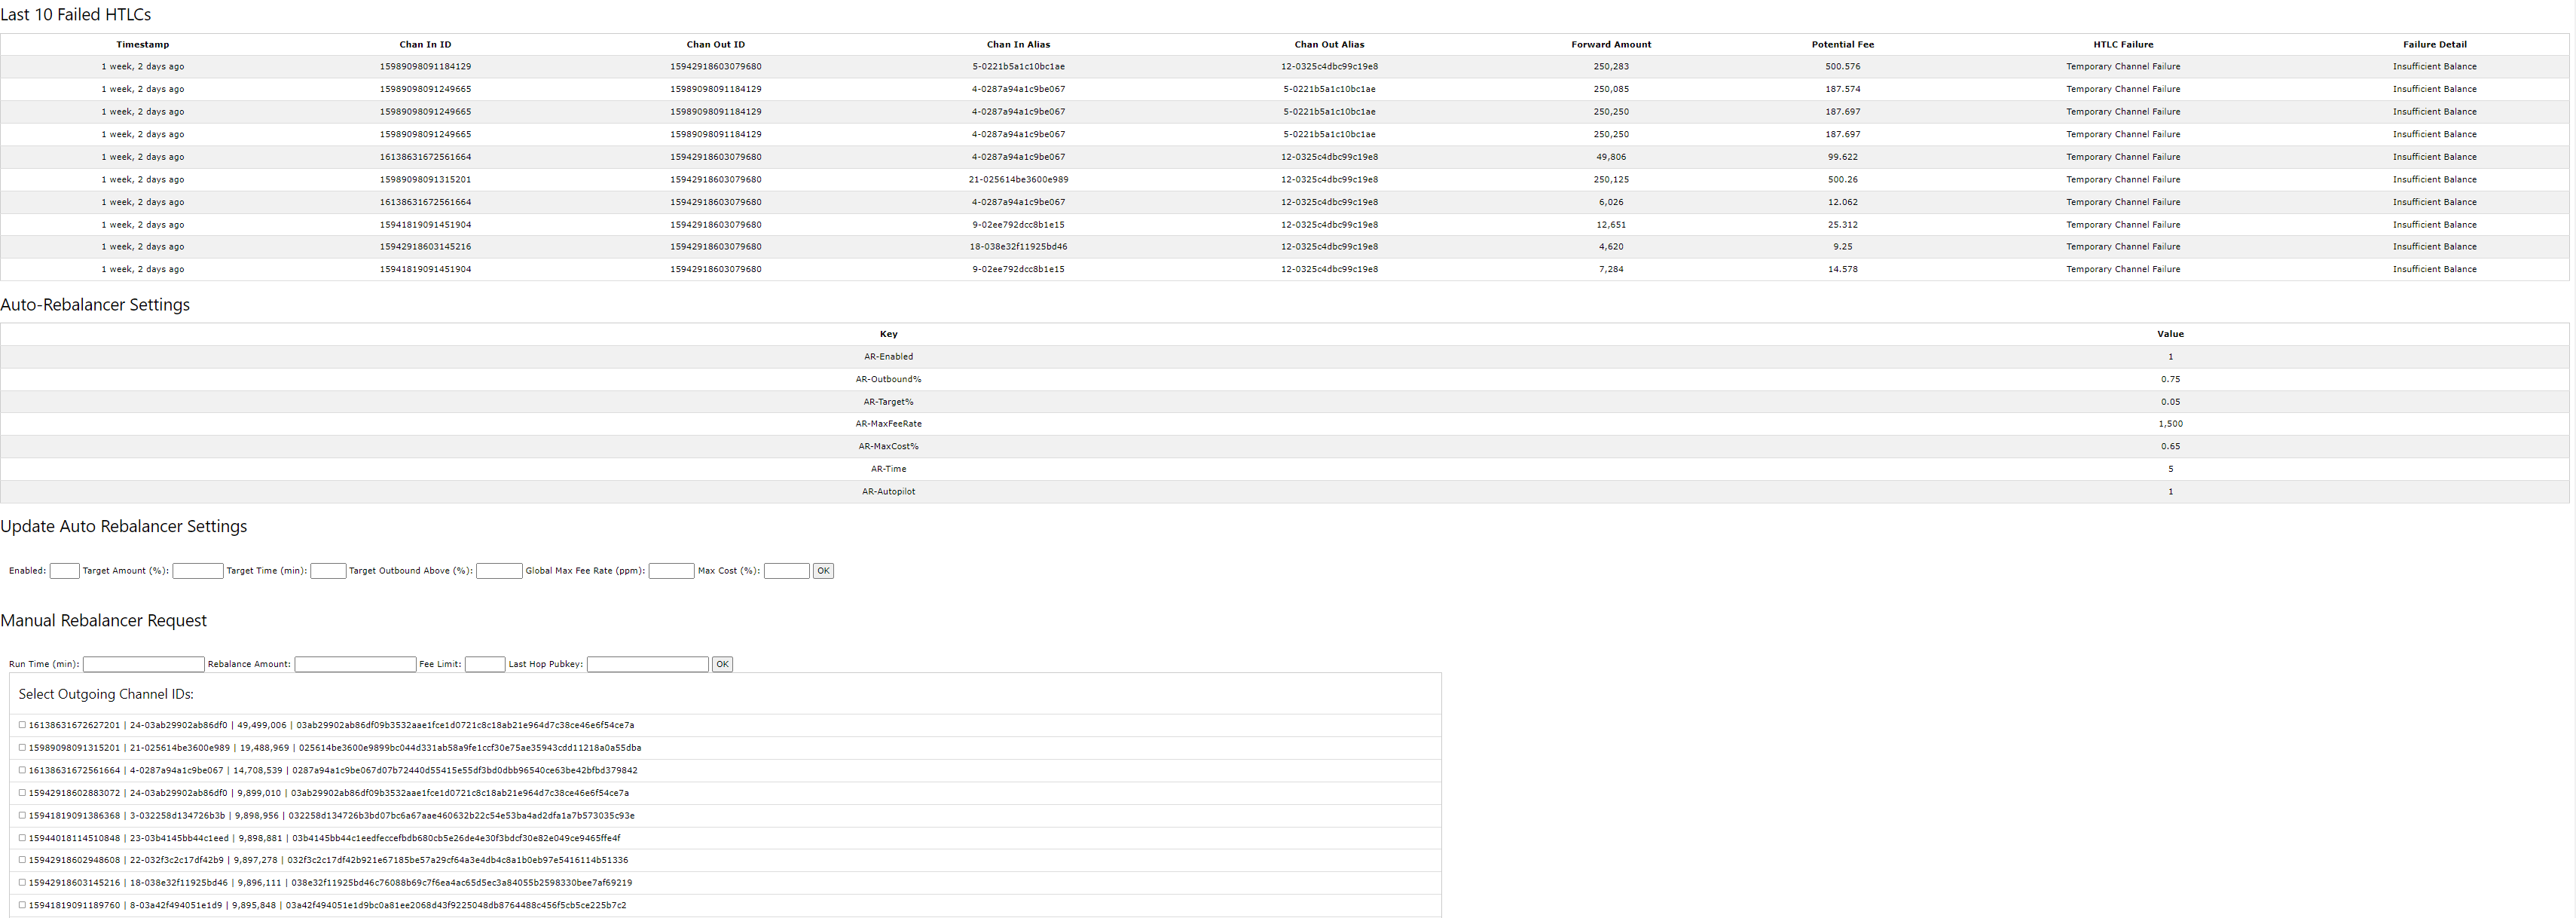 Last 10 Failed HTLCs
Timestamp Chan In ID Chan Out ID Chan In Alias Chan Out Alias Forward Amount Potential Fee HTLC Failure Failure Detail
1 week, 2 days ago 15989098091184129 15942918603079680 5-0221b5a1c10bc1ae 12-0325c4dbc99c19e8 250,283 500.576 Temporary Channel Failure Insufficient Balance
1 week, 2 days ago 15989098091249665 15989098091184129 4-0287a94a1c9be067 5-0221b5a1c10bc1ae 250,085 187.574 Temporary Channel Failure Insufficient Balance
1 week, 2 days ago 15989098091249665 15989098091184129 4-0287a94a1c9be067 5-0221b5a1c10bc1ae 250,250 187.697 Temporary Channel Failure Insufficient Balance
1 week, 2 days ago 15989098091249665 15989098091184129 4-0287a94a1c9be067 5-0221b5a1c10bc1ae 250,250 187.697 Temporary Channel Failure Insufficient Balance
1 week, 2 days ago 16138631672561664 15942918603079680 4-0287a94a1c9be067 12-0325c4dbc99c19e8 49,806 99.622 Temporary Channel Failure Insufficient Balance
1 week, 2 days ago 15989098091315201 15942918603079680 21-025614be3600e989 12-0325c4dbc99c19e8 250,125 500.26 Temporary Channel Failure Insufficient Balance
1 week, 2 days ago 16138631672561664 15942918603079680 4-0287a94a1c9be067 12-0325c4dbc99c19e8 6,026 12.062 Temporary Channel Failure Insufficient Balance
1 week, 2 days ago 15941819091451904 15942918603079680 9-02ee792dcc8b1e15 12-0325c4dbc99c19e8 12,651 25.312 Temporary Channel Failure Insufficient Balance
1 week, 2 days ago 15942918603145216 15942918603079680 18-038e32f11925bd46 12-0325c4dbc99c19e8 4,620 9.25 Temporary Channel Failure Insufficient Balance
1 week, 2 days ago 15941819091451904 15942918603079680 9-02ee792dcc8b1e15 12-0325c4dbc99c19e8 7,284 14.578 Temporary Channel Failure Insufficient Balance
Auto-Rebalancer Settings
Key Value
AR-Enabled 1
AR-Outbound% 0.75
AR-Target% 0.05
AR-MaxFeeRate 1,500
AR-MaxCost% 0.65
AR-Time 5
AR-Autopilot 1
Update Auto Rebalancer Settings
Enabled: Target Amount (%): Target Time (min): Target Outbound Above (%): Global Max Fee Rate (ppm): Max Cost (%): OK
Manual Rebalancer Request
Run Time (min): Rebalance Amount: Fee Limit: Last Hop Pubkey: OK
Select Outgoing Channel IDs:
16138631672627201 | 24-03ab29902ab86df0 | 49,499,006 | 03ab29902ab86df09b3532aae1fce1d0721c8c18ab21e964d7c38ce46e6f54ce7a
15989098091315201 | 21-025614be3600e989 | 19,488,969 | 025614be3600e9899bc044d331ab58a9fe1ccf30e75ae35943cdd11218a0a55dba
16138631672561664 | 4-0287a94a1c9be067 | 14,708,539 | 0287a94a1c9be067d07b72440d55415e55df3bd0dbb96540ce63be42bfbd379842
15942918602883072 | 24-03ab29902ab86df0 | 9,899,010 | 03ab29902ab86df09b3532aae1fce1d0721c8c18ab21e964d7c38ce46e6f54ce7a
15941819091386368 | 3-032258d134726b3b | 9,898,956 | 032258d134726b3bd07bc6a67aae460632b22c54e53ba4ad2dfa1a7b573035c93e
15944018114510848 | 23-03b4145bb44c1eed | 9,898,881 | 03b4145bb44c1eedfeccefbdb680cb5e26de4e30f3bdcf30e82e049ce9465ffe4f
15942918602948608 | 22-032f3c2c17df42b9 | 9,897,278 | 032f3c2c17df42b921e67185be57a29cf64a3e4db4c8a1b0eb97e5416114b51336
15942918603145216 | 18-038e32f11925bd46 | 9,896,111 | 038e32f11925bd46c76088b69c7f6ea4ac65d5ec3a84055b2598330bee7af69219
15941819091189760 | 8-03a42f494051e1d9 | 9,895,848 | 03a42f494051e1d9bc0a81ee2068d43f9225048db8764488c456f5cb5ce225b7c2